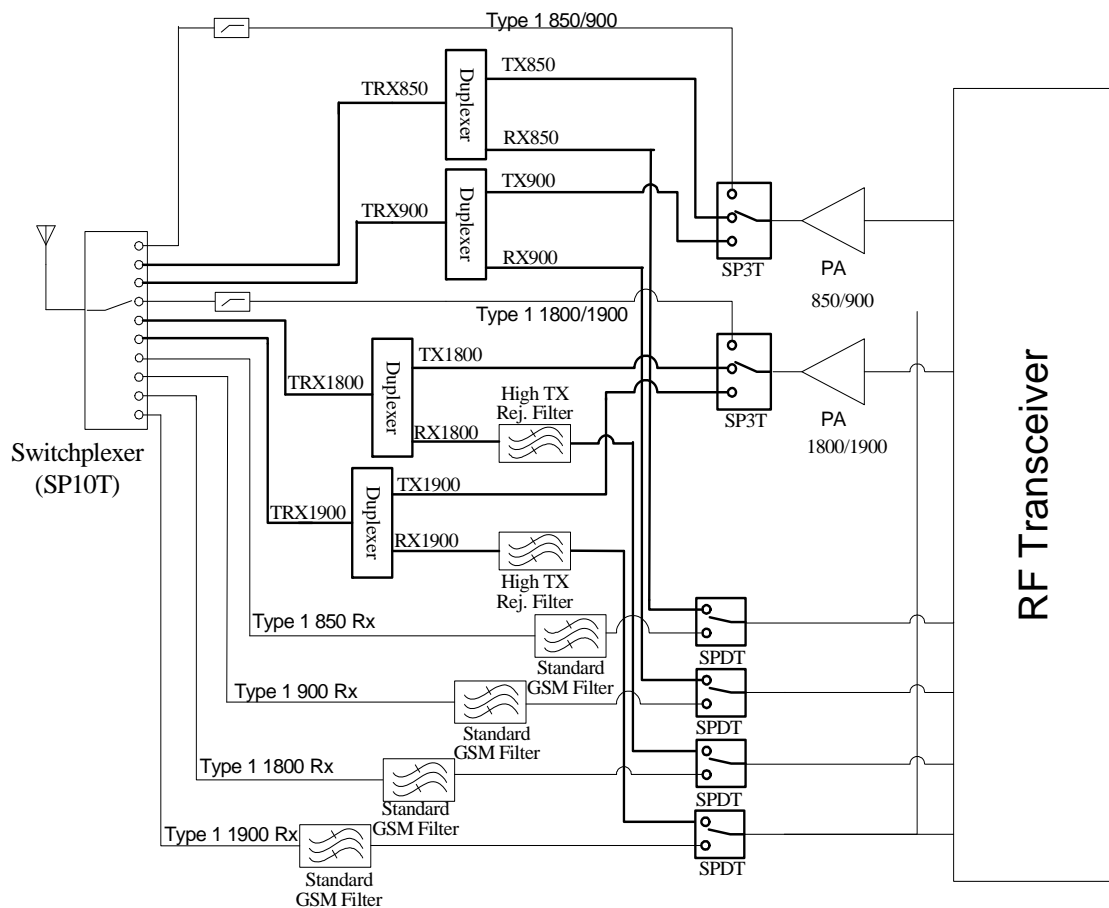 Type 1 850/900
TX850
TRX850
Duplexer
RX850
TX900
TRX900
Duplexer
RX900
SP3T
PA
850/900
Type 1 1800/1900
TX1800
TRX1800
Duplexer
High TX
Rej. Filter
RX1800
SP3T
PA
1800/1900
Switchplexer
(SP10T)
TX1900
TRX1900
Duplexer
RX1900
High TX
Rej. Filter
RF Transceiver
Type 1 850 Rx
Standard
GSM Filter
SPDT
Type 1 900 Rx
Standard
GSM Filter
SPDT
Type 1 1800 Rx
Standard
GSM Filter
SPDT
Type 1 1900 Rx
Standard
GSM Filter
SPDT